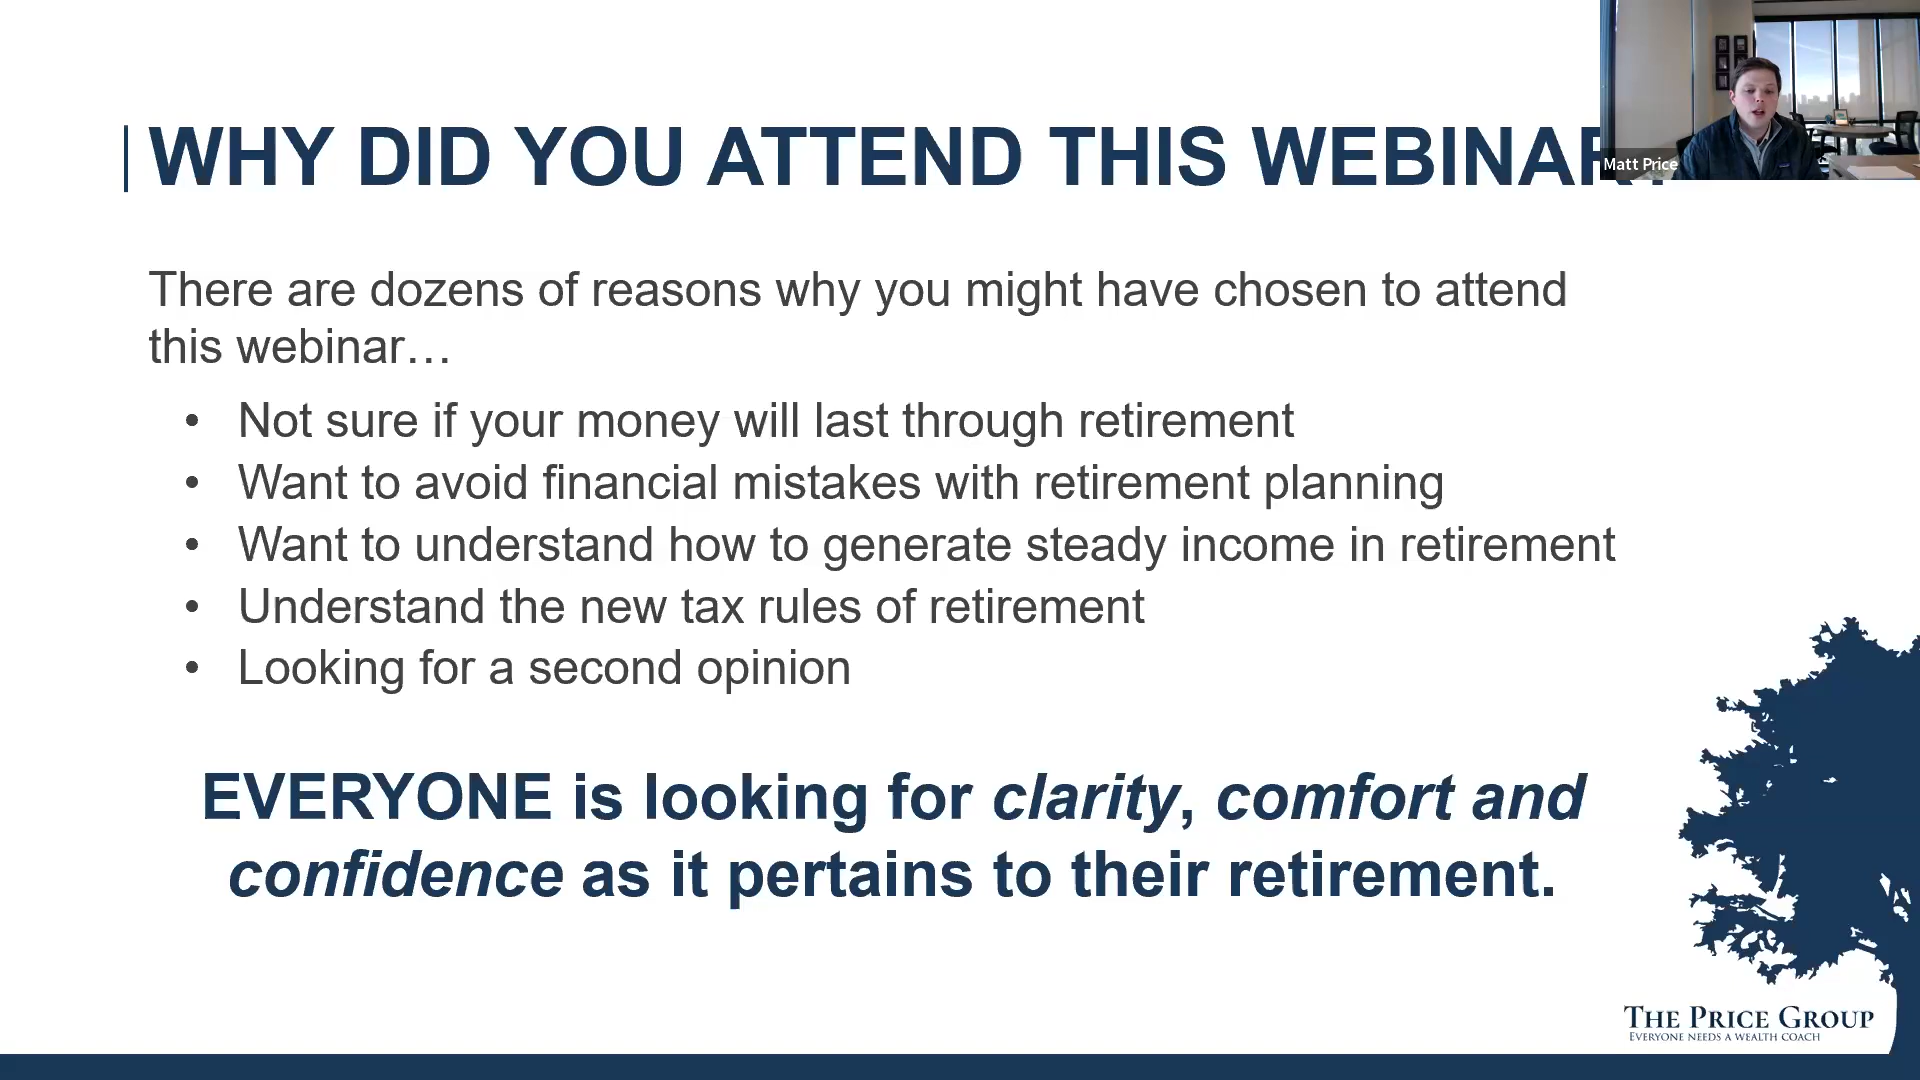 WHY DID YOU ATTEND THIS WEBINAR?
Matt Price
There are dozens of reasons why you might have chosen to attend
this webinar…
• Not sure if your money will last through retirement
• Want to avoid financial mistakes with retirement planning
• Want to understand how to generate steady income in retirement
• Understand the new tax rules of retirement
• Looking for a second opinion
EVERYONE is looking for clarity, comfort and
confidence as it pertains to their retirement.
THE PRICE GROUP
EVERYONE NEEDS A WEALTH COACH